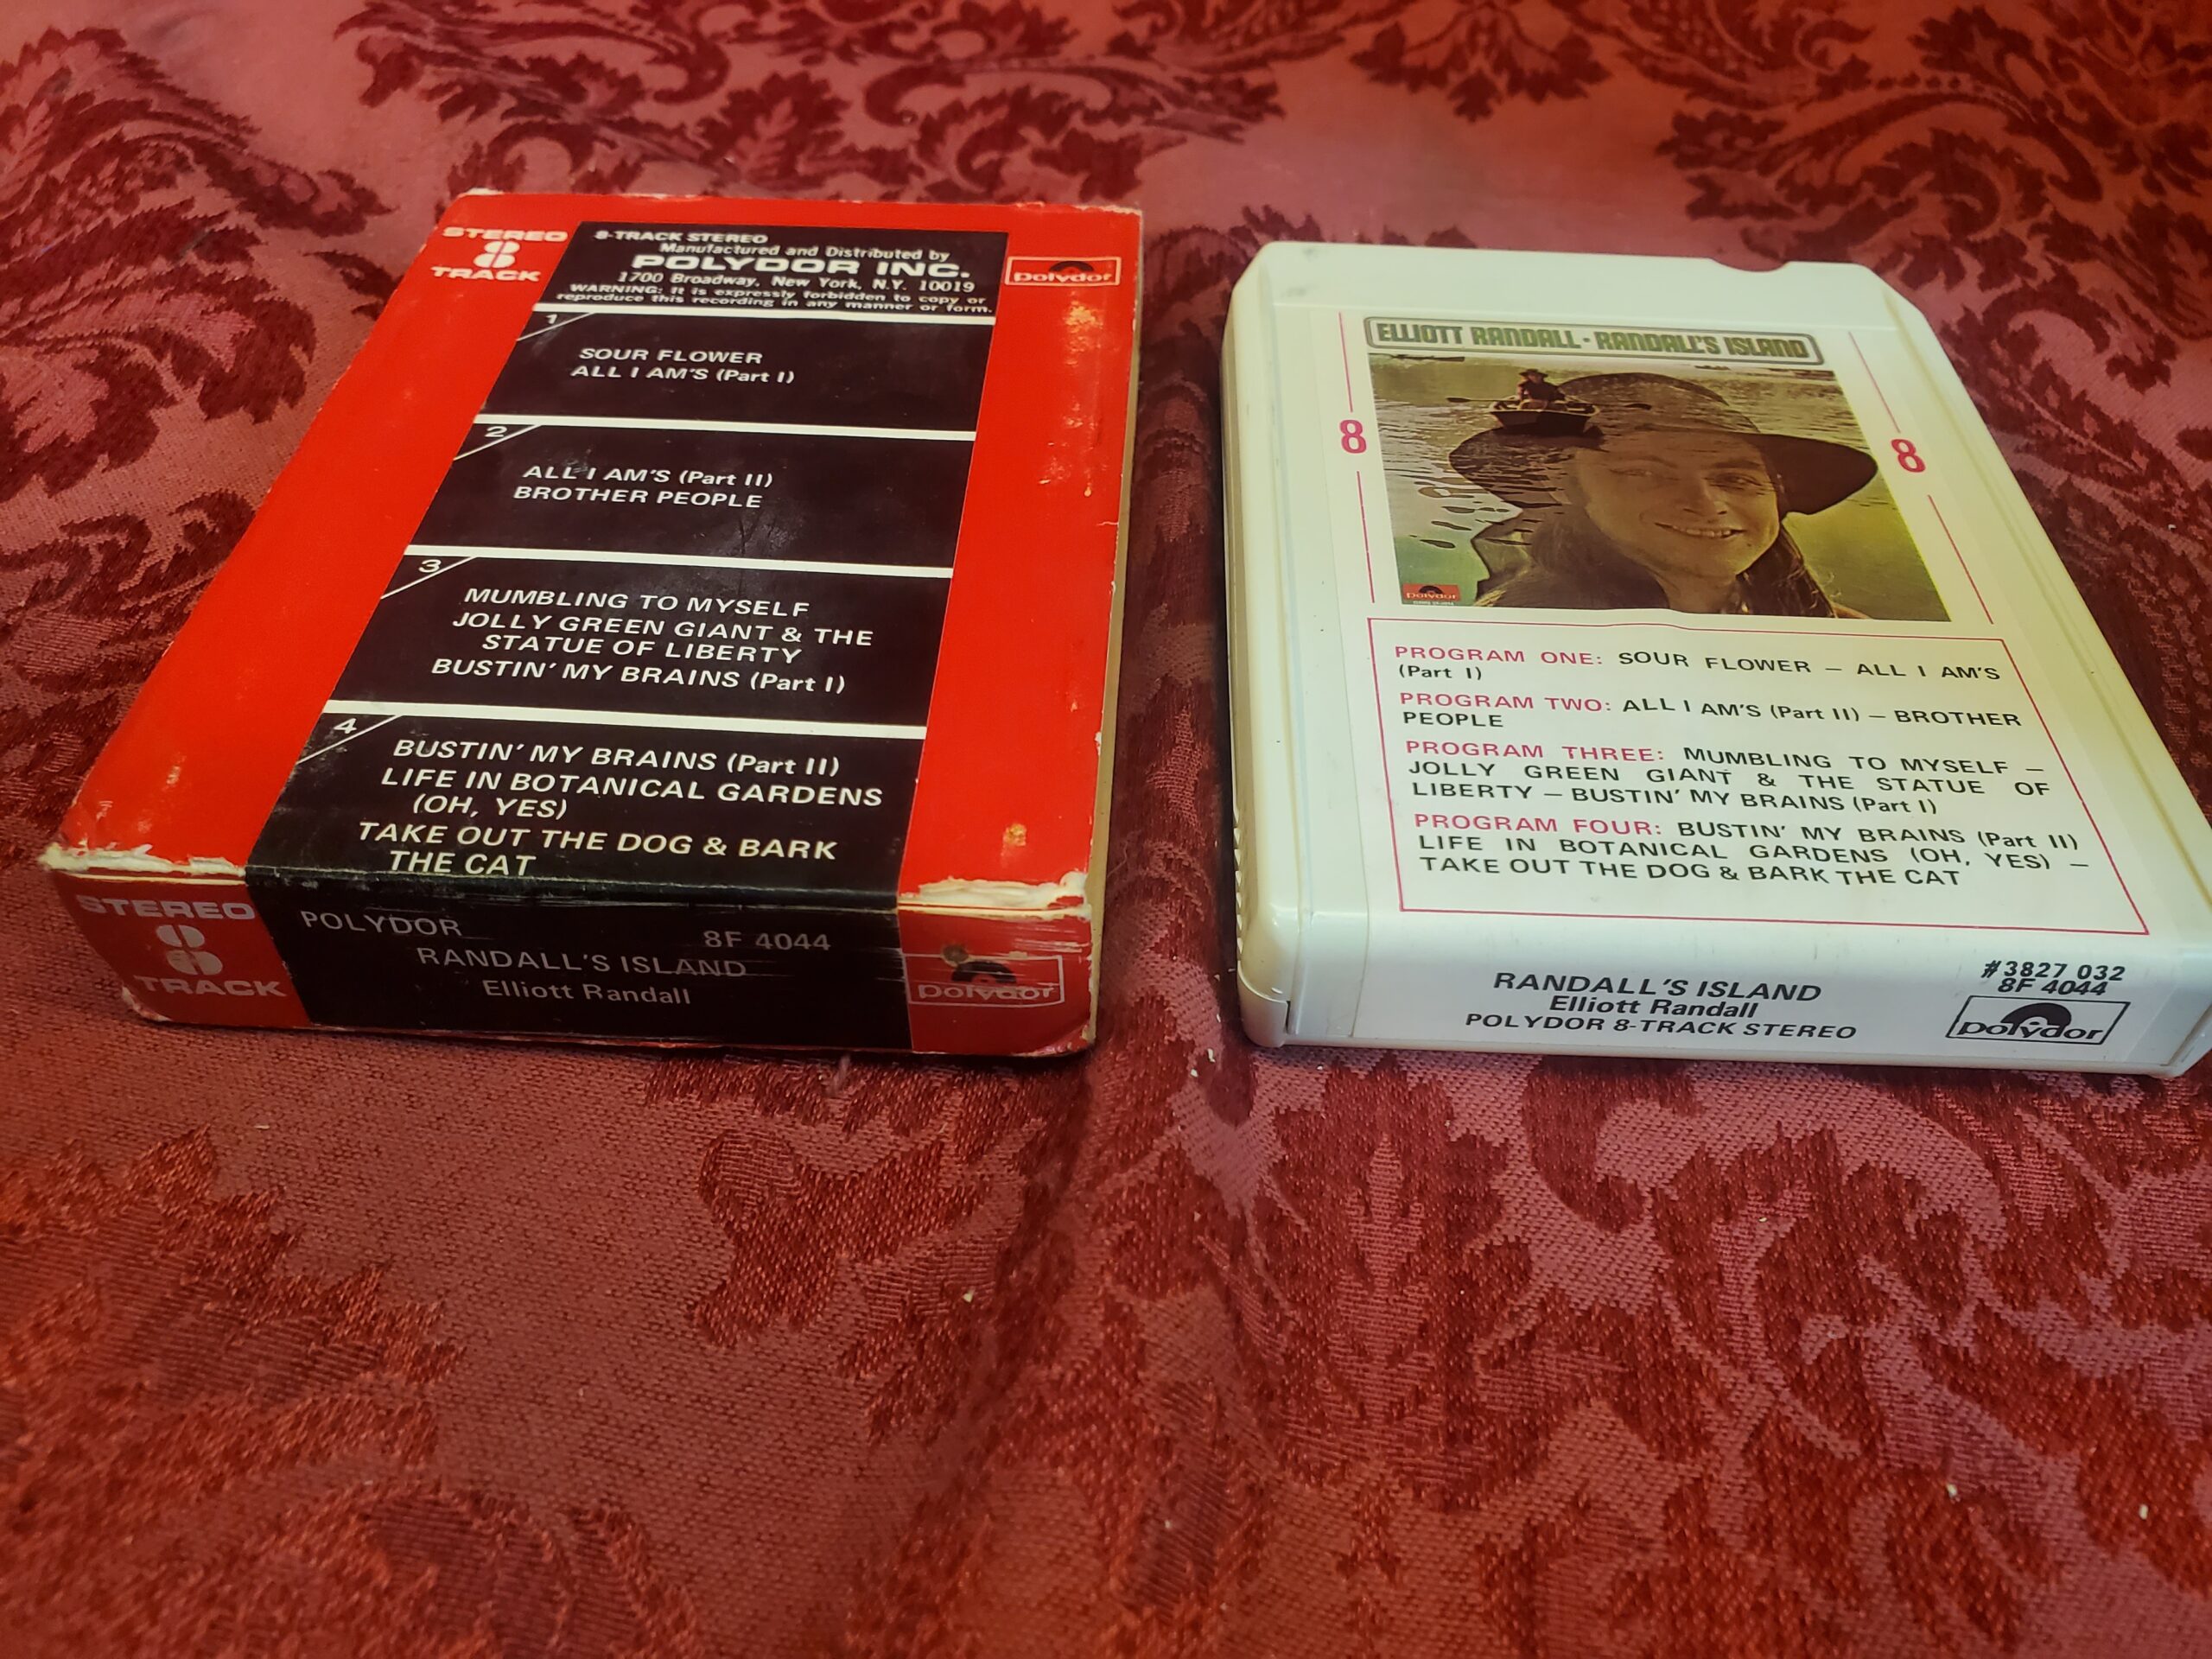 STEREO
8
TRACK
8-TRACK STEREO
Manufactured and Distributed by
POLYDOR INC.
1700 Broadway, New York, N.Y. 10019
WARNING: It is expressly forbidden to copy or
reproduce this recording in any manner or form.
polydor
1
SOUR FLOWER
ALL I AM'S (Part I)
2
ALL I AM'S (Part II)
BROTHER PEOPLE
3
MUMBLING TO MYSELF
JOLLY GREEN GIANT & THE
STATUE OF LIBERTY
BUSTIN' MY BRAINS (Part I)
4
BUSTIN' MY BRAINS (Part II)
LIFE IN BOTANICAL GARDENS
(OH, YES)
TAKE OUT THE DOG & BARK
THE CAT
STEREO
8
TRACK
POLYDOR 8F 4044
RANDALL'S ISLAND
Elliott Randall
polydor
ELLIOTT RANDALL · RANDALL'S ISLAND
8 8
polydor
PROGRAM ONE: SOUR FLOWER — ALL I AM'S
(Part I)
PROGRAM TWO: ALL I AM'S (Part II) — BROTHER
PEOPLE
PROGRAM THREE: MUMBLING TO MYSELF —
JOLLY GREEN GIANT & THE STATUE OF
LIBERTY — BUSTIN' MY BRAINS (Part I)
PROGRAM FOUR: BUSTIN' MY BRAINS (Part II)
LIFE IN BOTANICAL GARDENS (OH, YES) —
TAKE OUT THE DOG & BARK THE CAT
RANDALL'S ISLAND
Elliott Randall
POLYDOR 8-TRACK STEREO
#3827 032
8F 4044
polydor